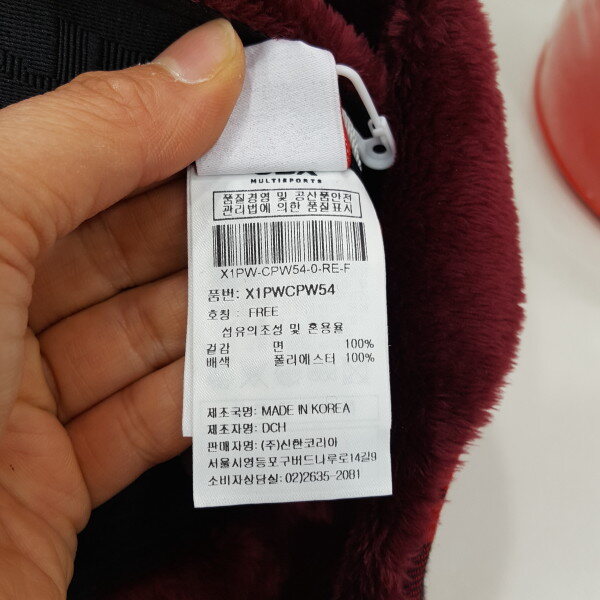 MULTISPORTS
품질경영 및 공산품안전
관리법에 의한 품질표시
X1PW-CPW54-0-RE-F
품번: X1PWCPW54
호칭 : FREE
섬유의조성 및 혼용율
겉감 면 100%
배색 폴리에스터 100%
제조국명: MADE IN KOREA
제조자명: DCH
판매자명: (주)신한코리아
서울시영등포구버드나루로14길9
소비자상담실: 02)2635-2081